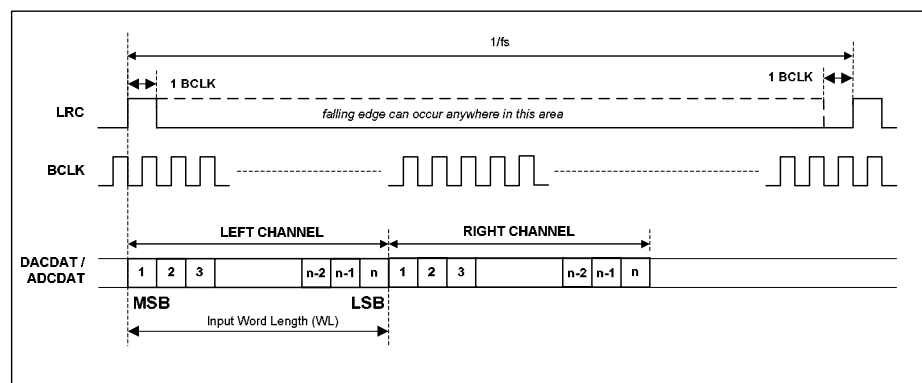 1/fs
1 BCLK
1 BCLK
LRC
falling edge can occur anywhere in this area
BCLK
LEFT CHANNEL
RIGHT CHANNEL
DACDAT /
ADCDAT
1 2 3 n-2 n-1 n 1 2 3 n-2 n-1 n
MSB
LSB
Input Word Length (WL)